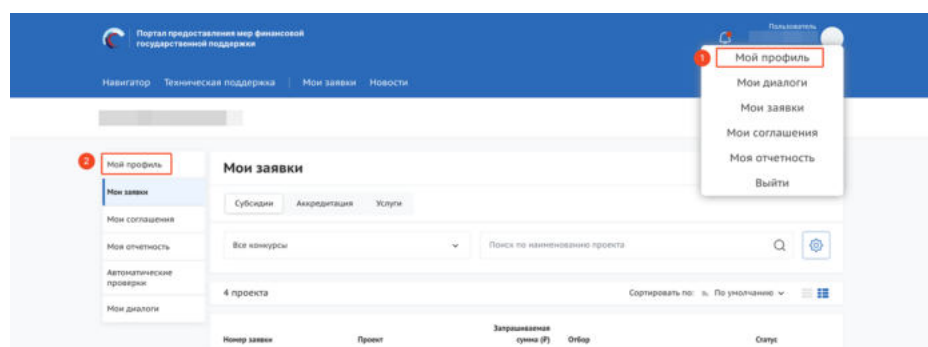 Портал предоставления мер финансовой
государственной поддержки
Пользователь
Навигатор Техническая поддержка | Мои заявки Новости
1 Мой профиль
Мои диалоги
Мои заявки
Мои соглашения
Моя отчетность
Выйти
2 Мой профиль
Мои заявки
Мои соглашения
Моя отчетность
Автоматические
проверки
Мои диалоги
Мои заявки
Субсидии Аккредитация Услуги
Все конкурсы Поиск по наименованию проекта
4 проекта Сортировать по: По умолчанию
Номер заявки Проект Запрашиваемая
сумма (₽) Отбор Статус